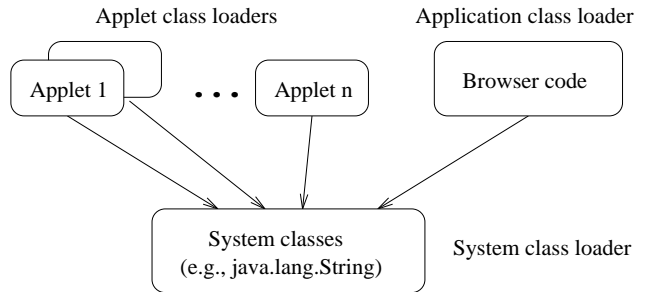 Applet class loaders
Application class loader
Applet 1
. . .
Applet n
Browser code
System classes
(e.g., java.lang.String)
System class loader